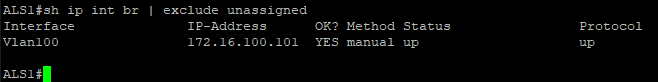 ALS1#sh ip int br | exclude unassigned
Interface              IP-Address      OK? Method Status                Protocol
Vlan100                172.16.100.101  YES manual up                    up
ALS1#